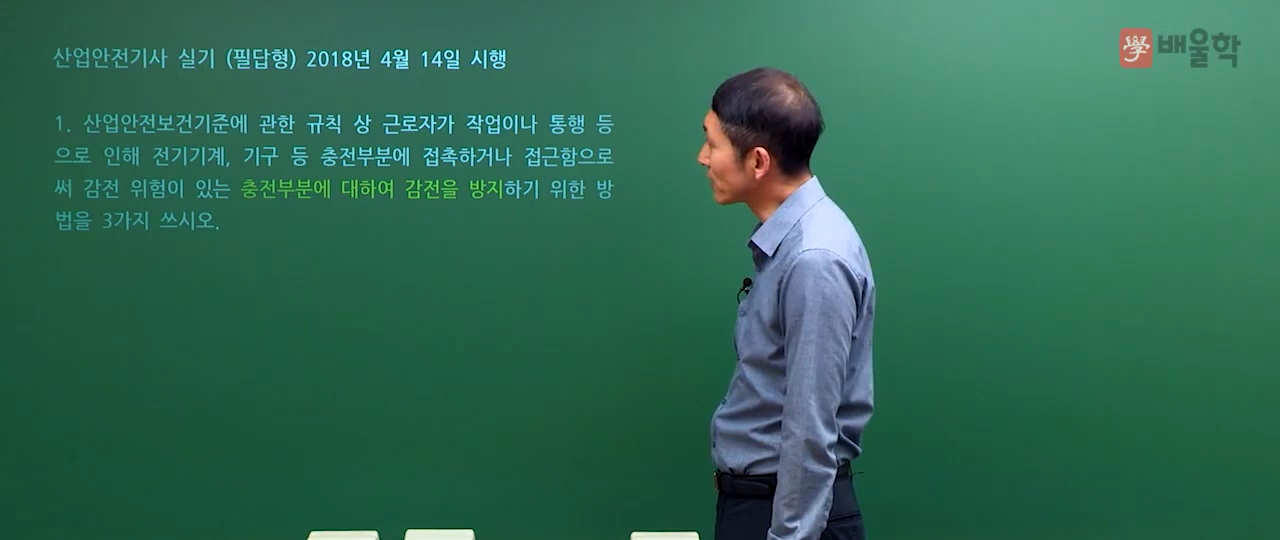 學 배울학
산업안전기사 실기 (필답형) 2018년 4월 14일 시행
1. 산업안전보건기준에 관한 규칙 상 근로자가 작업이나 통행 등
으로 인해 전기기계, 기구 등 충전부분에 접촉하거나 접근함으로
써 감전 위험이 있는 충전부분에 대하여 감전을 방지하기 위한 방
법을 3가지 쓰시오.